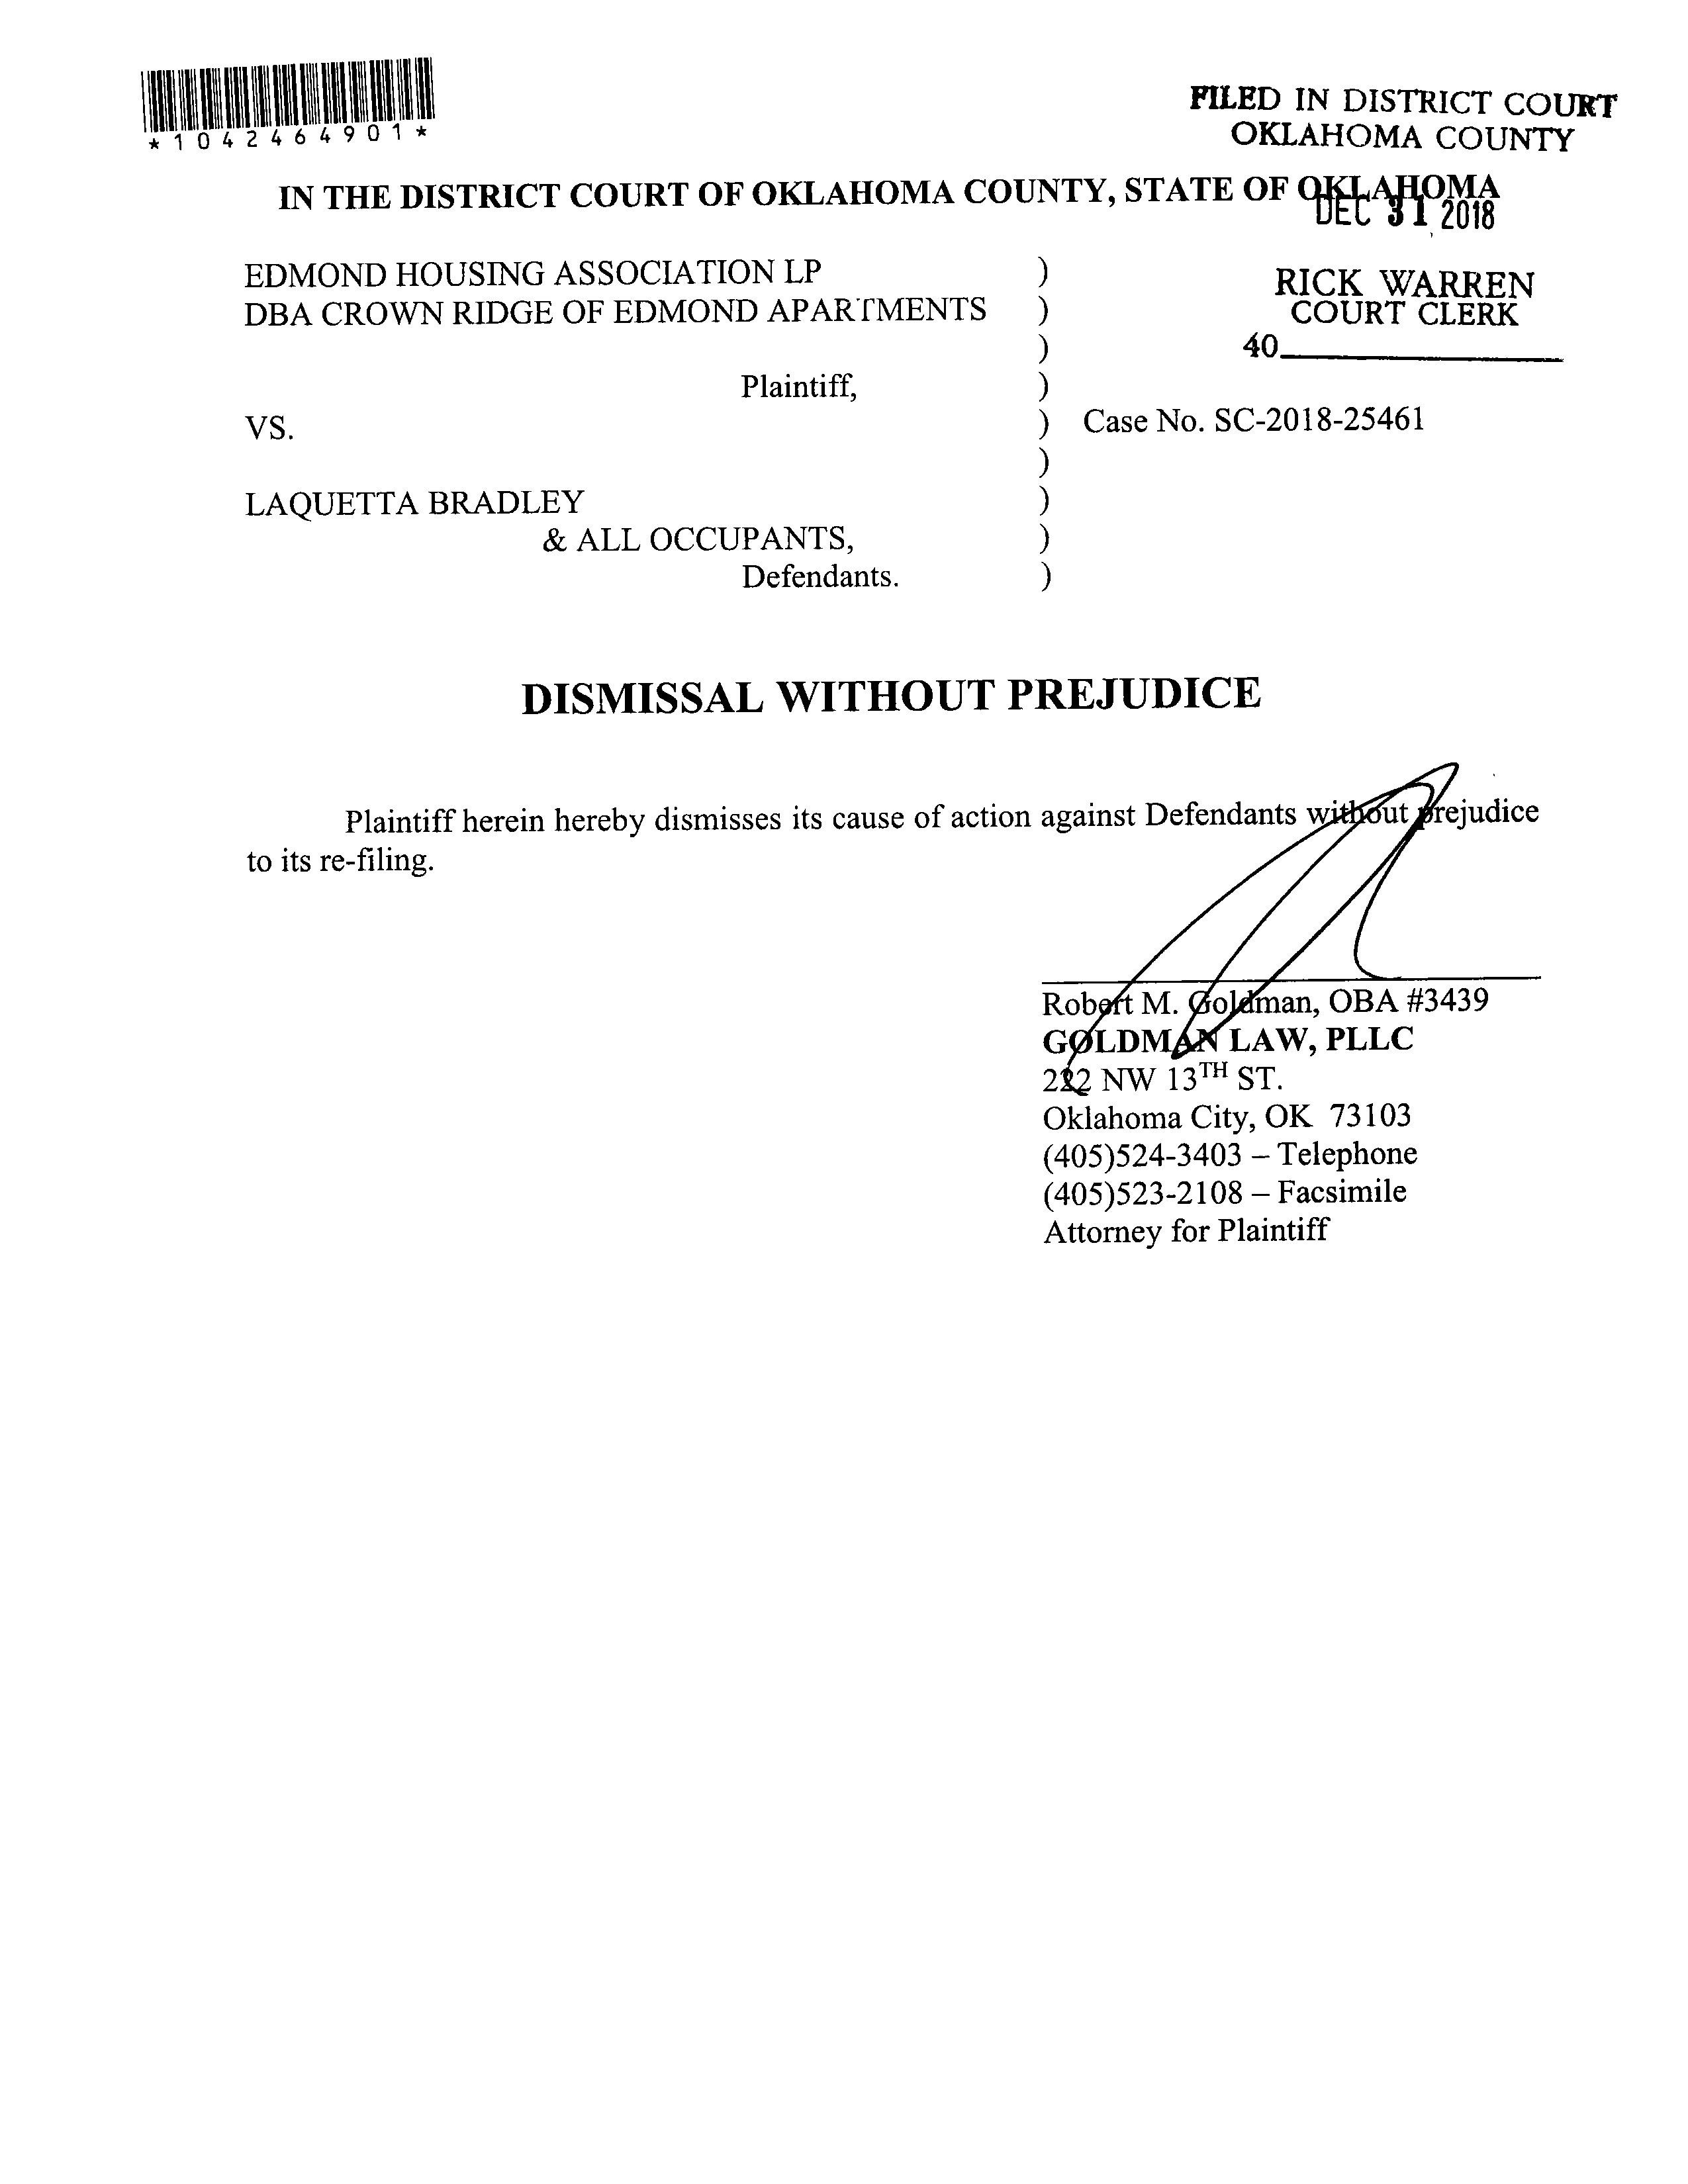 *1042464901*
FILED IN DISTRICT COURT
OKLAHOMA COUNTY
IN THE DISTRICT COURT OF OKLAHOMA COUNTY, STATE OF OKLAHOMA
DEC 31 2018
EDMOND HOUSING ASSOCIATION LP )
DBA CROWN RIDGE OF EDMOND APARTMENTS )
RICK WARREN
COURT CLERK
)
40
Plaintiff, )
VS. ) Case No. SC-2018-25461
)
LAQUETTA BRADLEY )
& ALL OCCUPANTS, )
Defendants. )
DISMISSAL WITHOUT PREJUDICE
Plaintiff herein hereby dismisses its cause of action against Defendants without prejudice
to its re-filing.
Robert M. Goldman, OBA #3439
GOLDMAN LAW, PLLC
222 NW 13TH ST.
Oklahoma City, OK 73103
(405)524-3403 – Telephone
(405)523-2108 – Facsimile
Attorney for Plaintiff